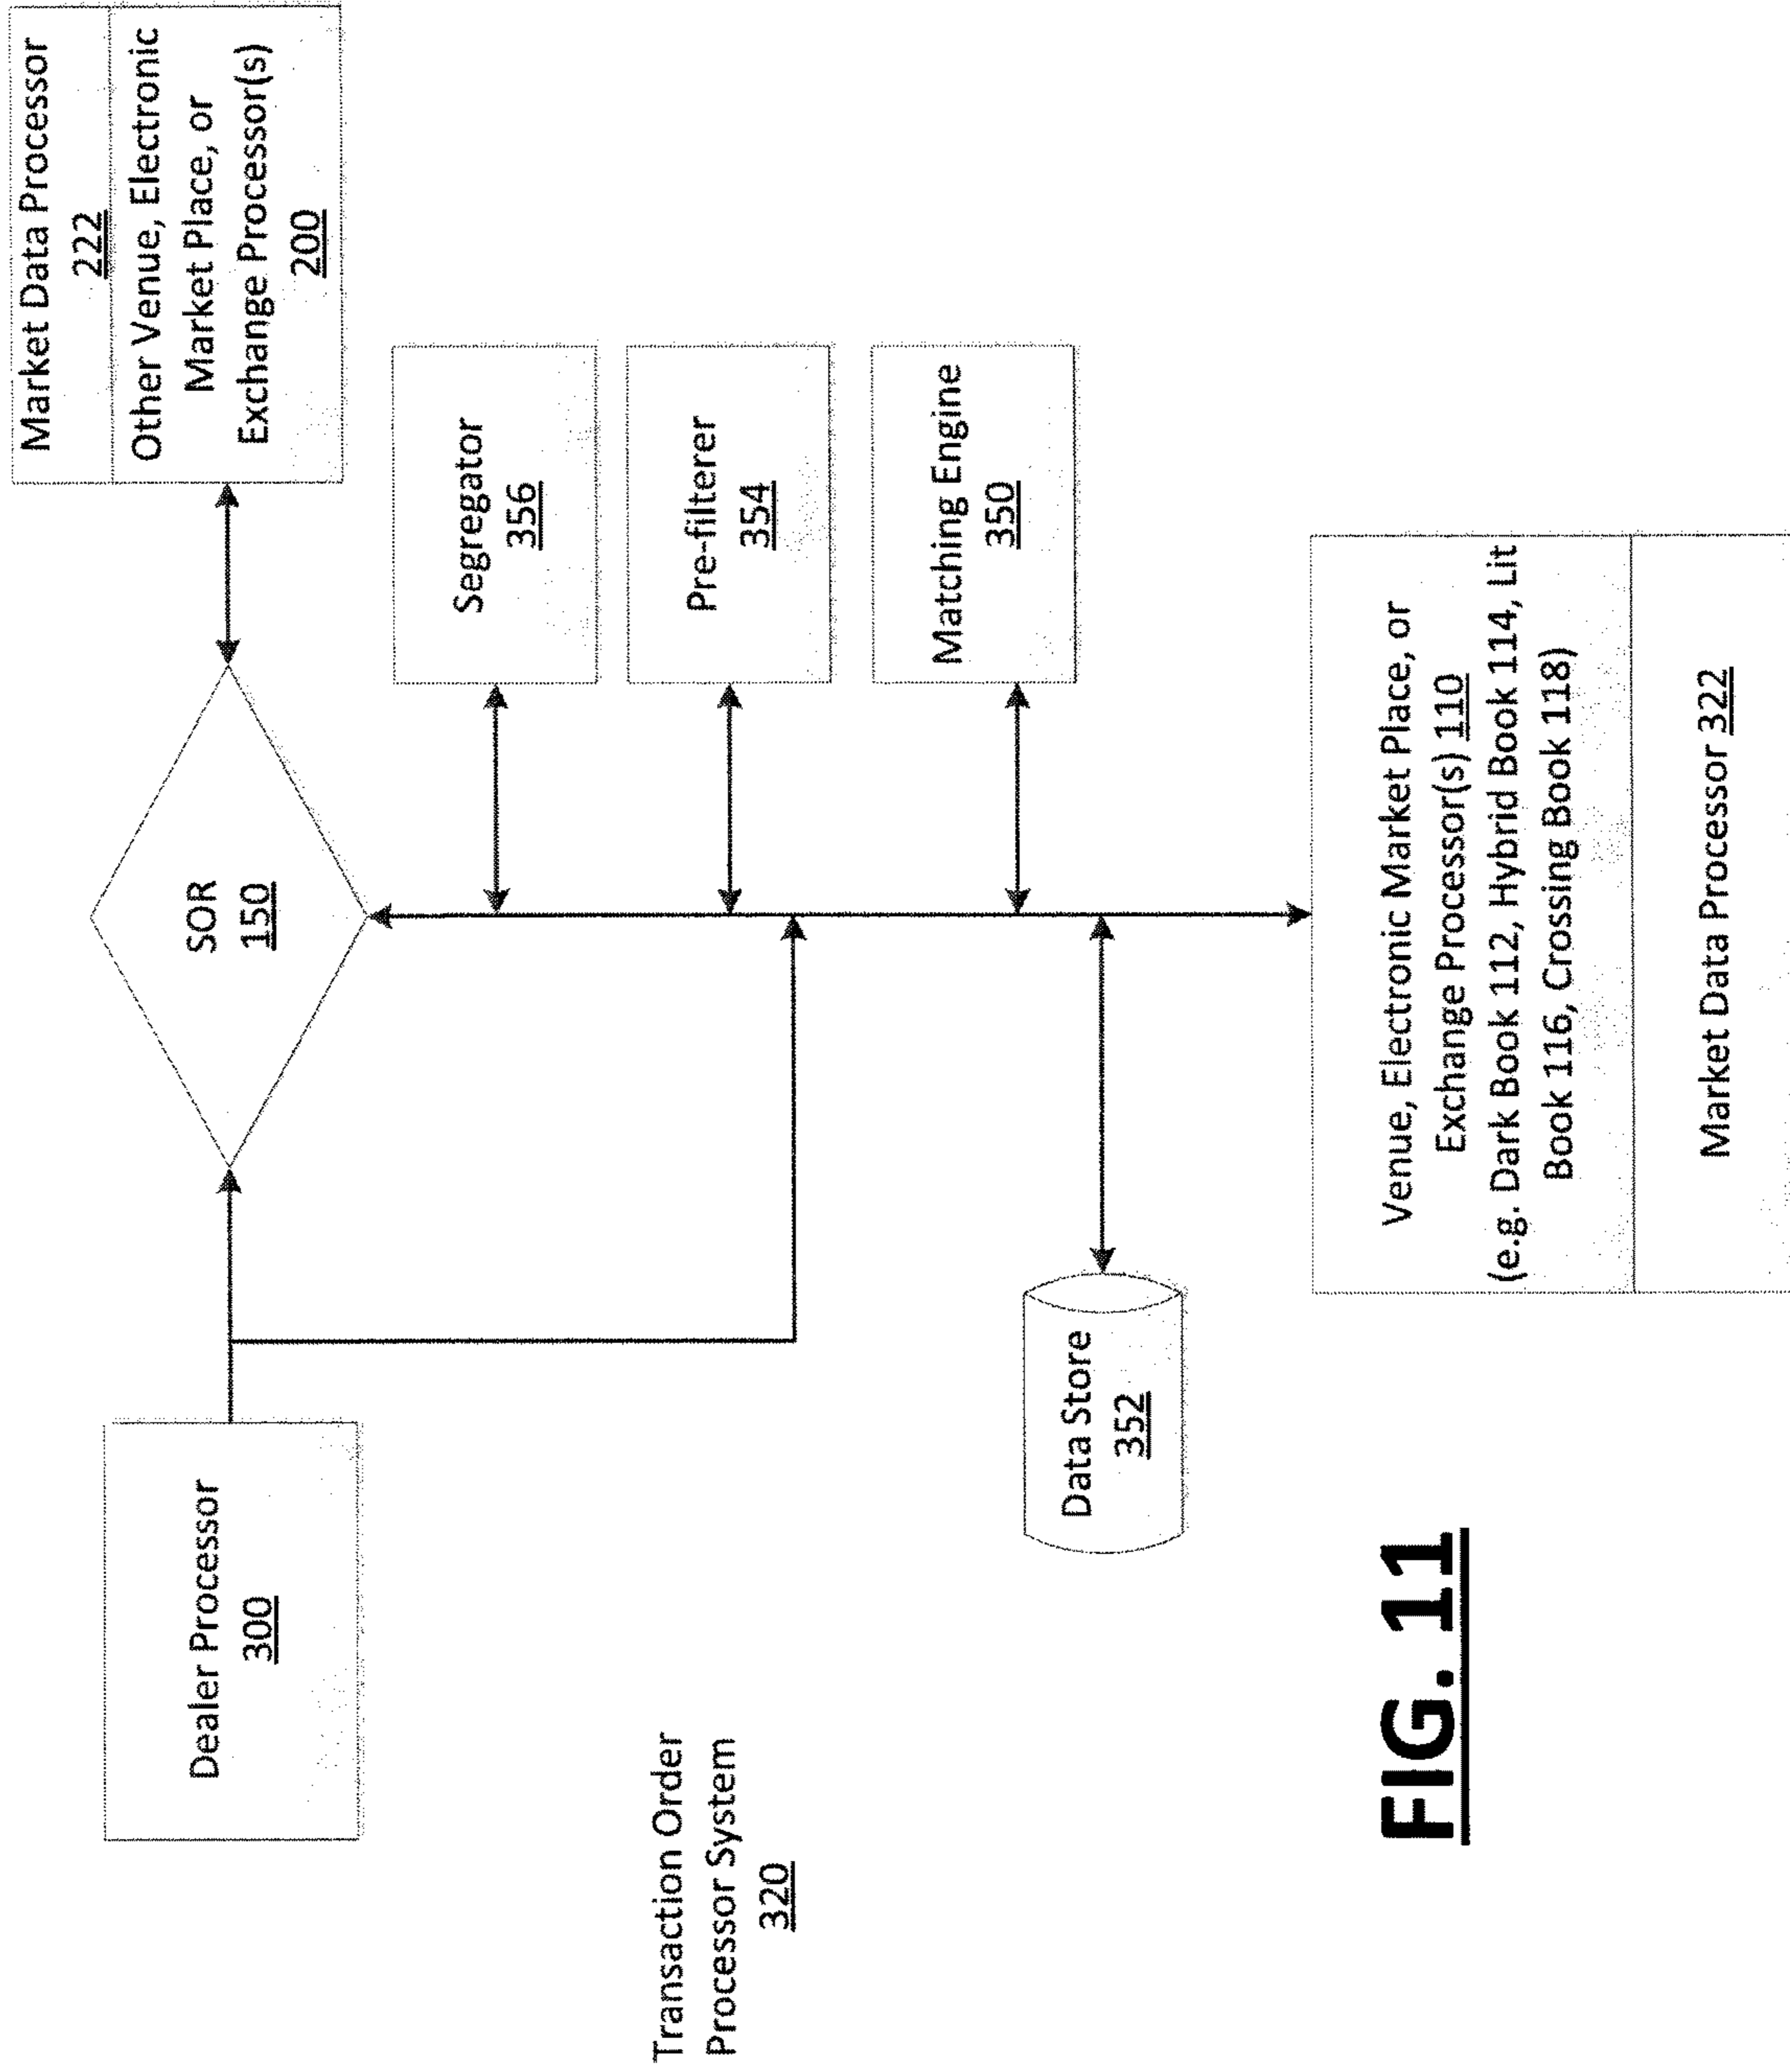 Market Data Processor
222
Other Venue, Electronic
Market Place, or
Exchange Processor(s)
200
SOR
150
Dealer Processor
300
Segregator
356
Pre-filterer
354
Matching Engine
350
Transaction Order
Processor System
320
Data Store
352
Venue, Electronic Market Place, or
Exchange Processor(s) 110
(e.g. Dark Book 112, Hybrid Book 114, Lit
Book 116, Crossing Book 118)
Market Data Processor 322
FIG. 11